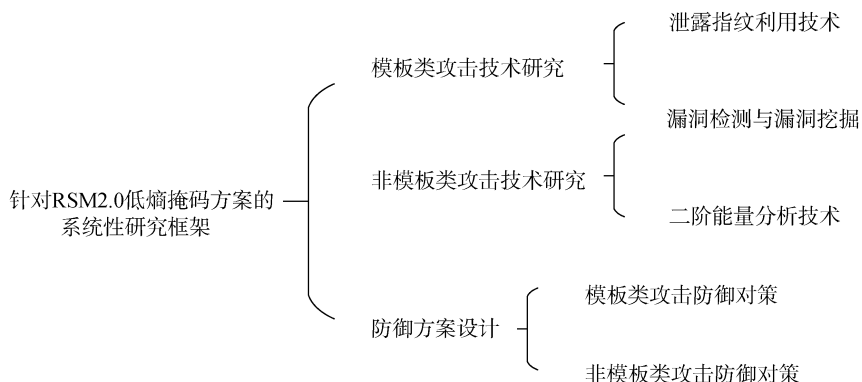 针对RSM2.0低熵掩码方案的
系统性研究框架
模板类攻击技术研究
泄露指纹利用技术
漏洞检测与漏洞挖掘
非模板类攻击技术研究
二阶能量分析技术
防御方案设计
模板类攻击防御对策
非模板类攻击防御对策